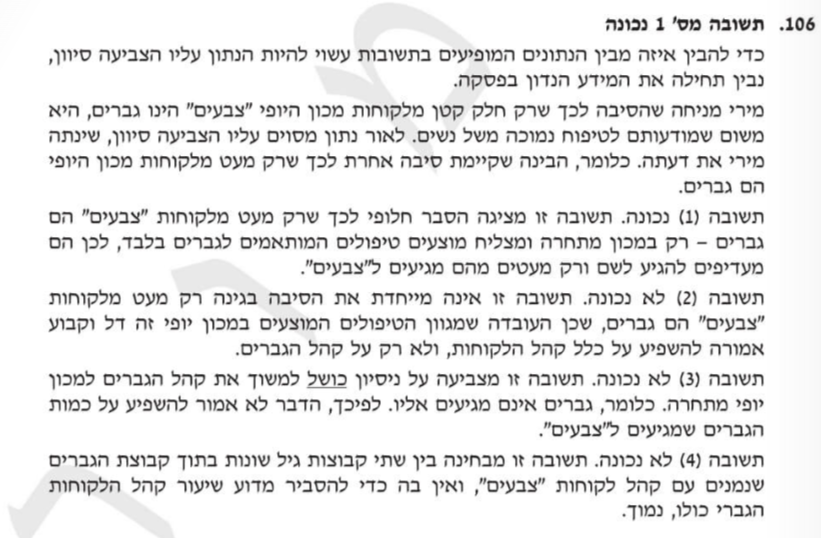 106. תשובה מס' 1 נכונה
כדי להבין איזה מבין הנתונים המופיעים בתשובות עשוי להיות הנתון עליו הצביעה סיוון,
נבין תחילה את המידע הנדון בפסקה.
מירי מניחה שהסיבה לכך שרק חלק קטן מלקוחות מכון היופי "צבעים" הינו גברים, היא
משום שמודעותם לטיפוח נמוכה משל נשים. לאור נתון מסוים עליו הצביעה סיוון, שינתה
מירי את דעתה. כלומר, הבינה שקיימת סיבה אחרת לכך שרק מעט מלקוחות מכון היופי
הם גברים.
תשובה (1) נכונה. תשובה זו מציגה הסבר חלופי לכך שרק מעט מלקוחות "צבעים" הם
גברים – רק במכון מתחרה ומצליח מוצעים טיפולים המותאמים לגברים בלבד, לכן הם
מעדיפים להגיע לשם ורק מעטים מהם מגיעים ל"צבעים".
תשובה (2) לא נכונה. תשובה זו אינה מייחדת את הסיבה בגינה רק מעט מלקוחות
"צבעים" הם גברים, שכן העובדה שמגוון הטיפולים המוצעים במכון יופי זה דל וקבוע
אמורה להשפיע על כלל קהל הלקוחות, ולא רק על קהל הגברים.
תשובה (3) לא נכונה. תשובה זו מצביעה על ניסיון כושל למשוך את קהל הגברים למכון
יופי מתחרה. כלומר, גברים אינם מגיעים אליו. לפיכך, הדבר לא אמור להשפיע על כמות
הגברים שמגיעים ל"צבעים".
תשובה (4) לא נכונה. תשובה זו מבחינה בין שתי קבוצות גיל שונות בתוך קבוצת הגברים
שנמנים עם קהל לקוחות "צבעים", ואין בה כדי להסביר מדוע שיעור קהל הלקוחות
הגברי כולו, נמוך.